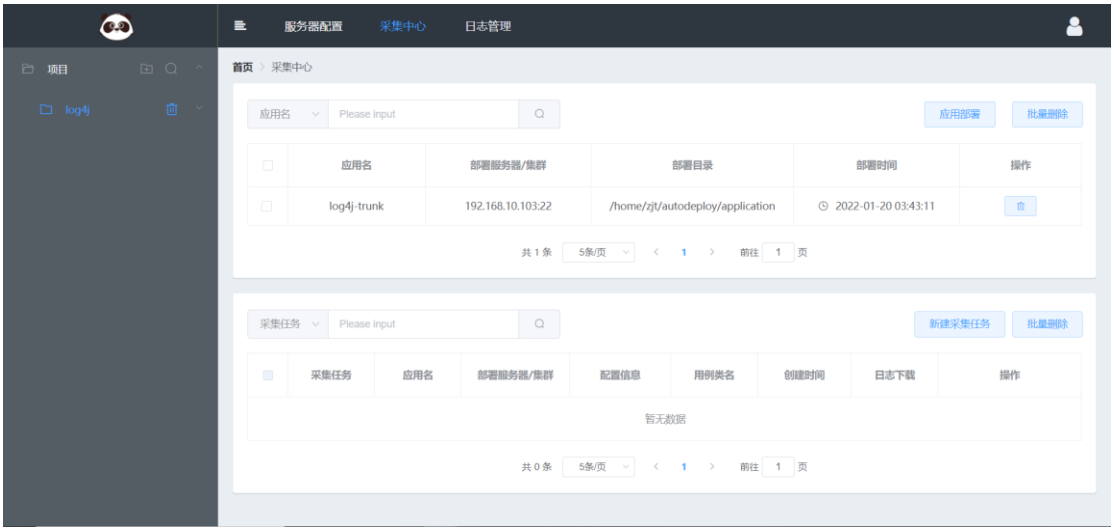 服务器配置 采集中心 日志管理
项目
log4j
首页 > 采集中心
应用名 Please input 应用部署 批量删除
应用名 部署服务器/集群 部署目录 部署时间 操作
log4j-trunk 192.168.10.103:22 /home/zjt/autodeploy/application 2022-01-20 03:43:11
共 1 条 5条/页 < 1 > 前往 1 页
采集任务 Please input 新建采集任务 批量删除
采集任务 应用名 部署服务器/集群 配置信息 用例类名 创建时间 日志下载 操作
暂无数据
共 0 条 5条/页 < 1 > 前往 1 页